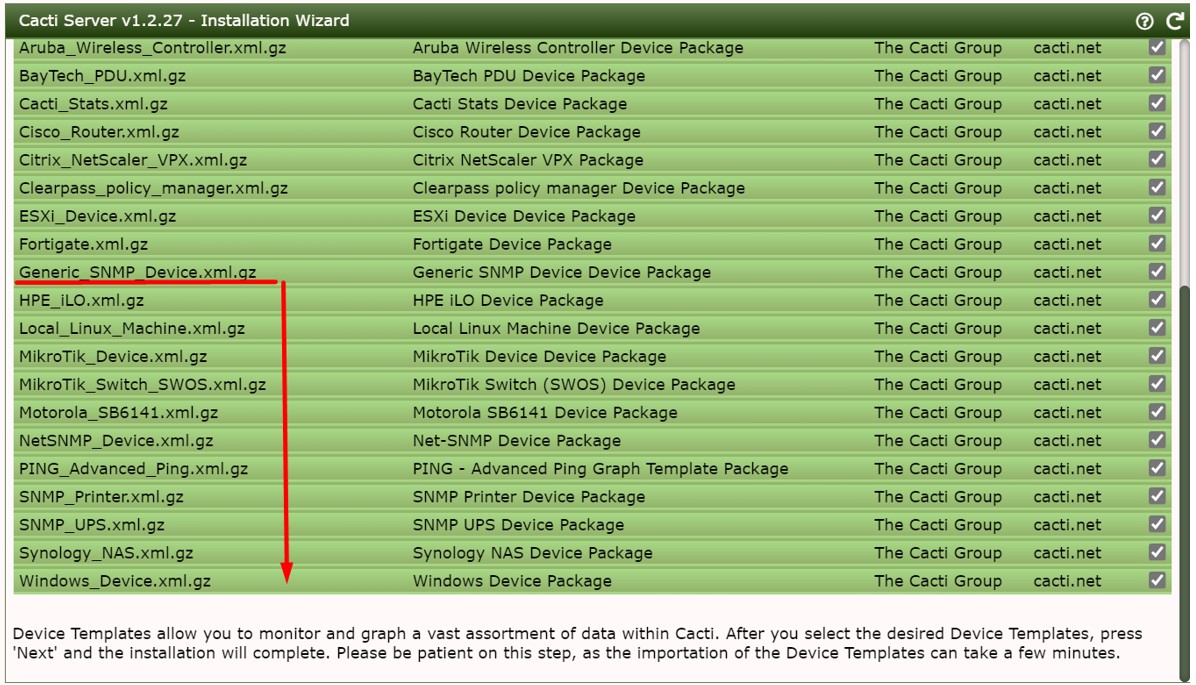 Cacti Server v1.2.27 - Installation Wizard
Aruba_Wireless_Controller.xml.gz Aruba Wireless Controller Device Package The Cacti Group cacti.net
BayTech_PDU.xml.gz BayTech PDU Device Package The Cacti Group cacti.net
Cacti_Stats.xml.gz Cacti Stats Device Package The Cacti Group cacti.net
Cisco_Router.xml.gz Cisco Router Device Package The Cacti Group cacti.net
Citrix_NetScaler_VPX.xml.gz Citrix NetScaler VPX Package The Cacti Group cacti.net
Clearpass_policy_manager.xml.gz Clearpass policy manager Device Package The Cacti Group cacti.net
ESXi_Device.xml.gz ESXi Device Device Package The Cacti Group cacti.net
Fortigate.xml.gz Fortigate Device Package The Cacti Group cacti.net
Generic_SNMP_Device.xml.gz Generic SNMP Device Device Package The Cacti Group cacti.net
HPE_iLO.xml.gz HPE iLO Device Package The Cacti Group cacti.net
Local_Linux_Machine.xml.gz Local Linux Machine Device Package The Cacti Group cacti.net
MikroTik_Device.xml.gz MikroTik Device Device Package The Cacti Group cacti.net
MikroTik_Switch_SWOS.xml.gz MikroTik Switch (SWOS) Device Package The Cacti Group cacti.net
Motorola_SB6141.xml.gz Motorola SB6141 Device Package The Cacti Group cacti.net
NetSNMP_Device.xml.gz Net-SNMP Device Package The Cacti Group cacti.net
PING_Advanced_Ping.xml.gz PING - Advanced Ping Graph Template Package The Cacti Group cacti.net
SNMP_Printer.xml.gz SNMP Printer Device Package The Cacti Group cacti.net
SNMP_UPS.xml.gz SNMP UPS Device Package The Cacti Group cacti.net
Synology_NAS.xml.gz Synology NAS Device Package The Cacti Group cacti.net
Windows_Device.xml.gz Windows Device Package The Cacti Group cacti.net
Device Templates allow you to monitor and graph a vast assortment of data within Cacti. After you select the desired Device Templates, press
'Next' and the installation will complete. Please be patient on this step, as the importation of the Device Templates can take a few minutes.